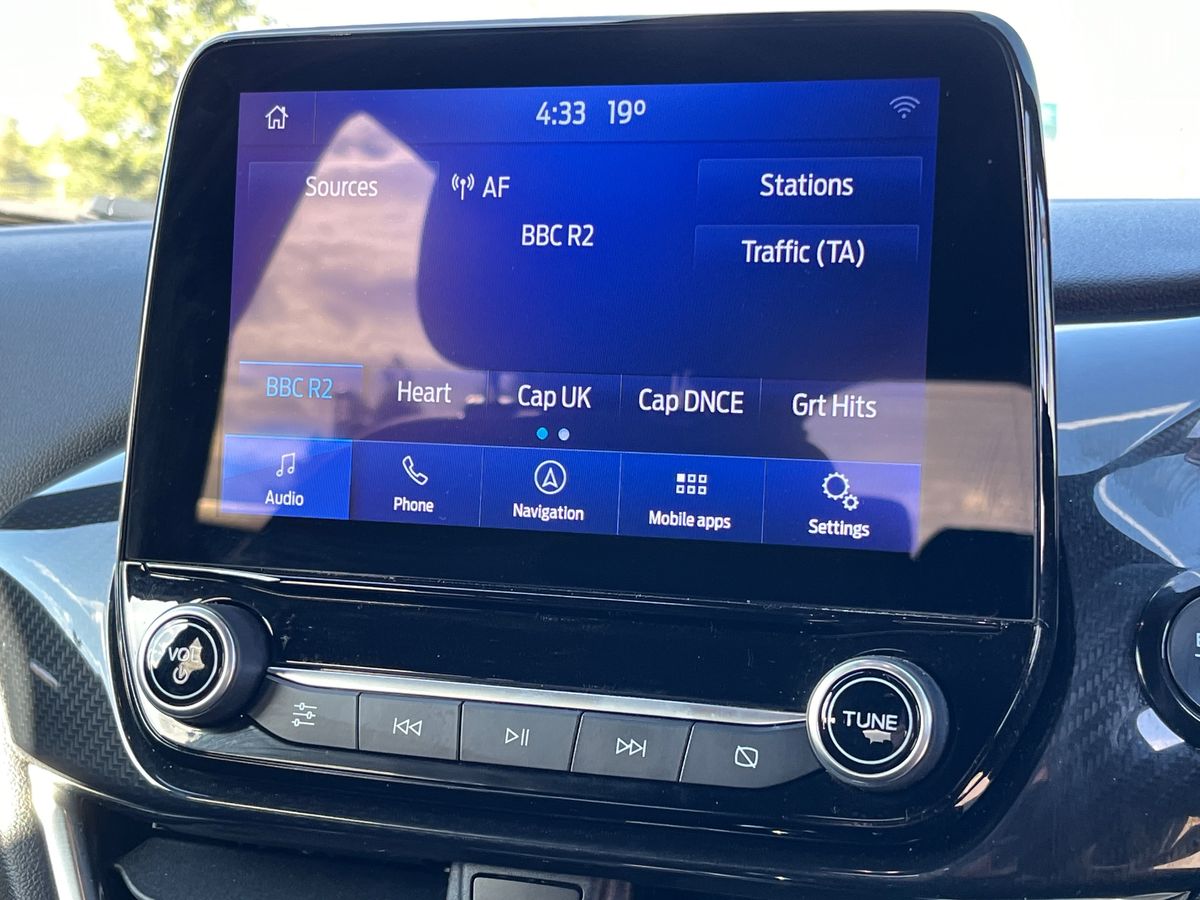 4:33 19º
Sources
AF
Stations
BBC R2
Traffic (TA)
BBC R2
Heart
Cap UK
Cap DNCE
Grt Hits
Audio
Phone
Navigation
Mobile apps
Settings
VOL
TUNE